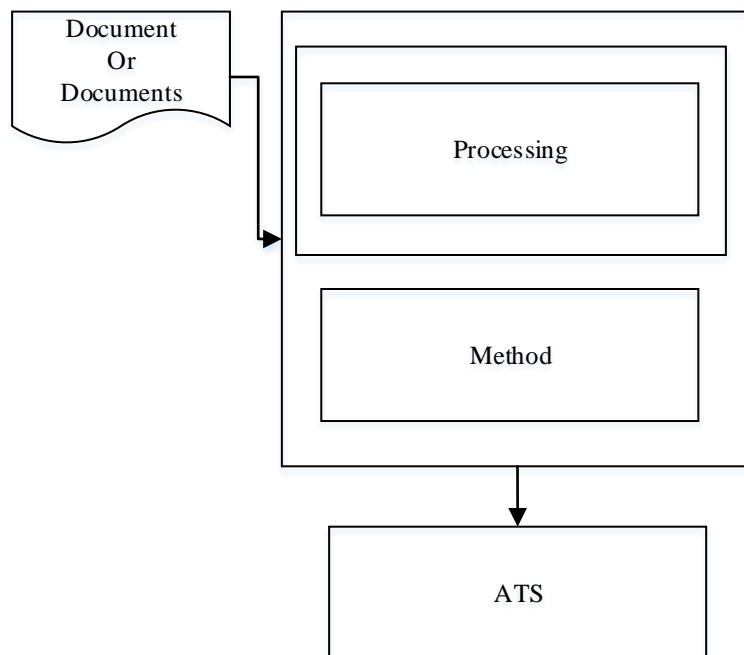 Document
Or
Documents
Processing
Method
ATS